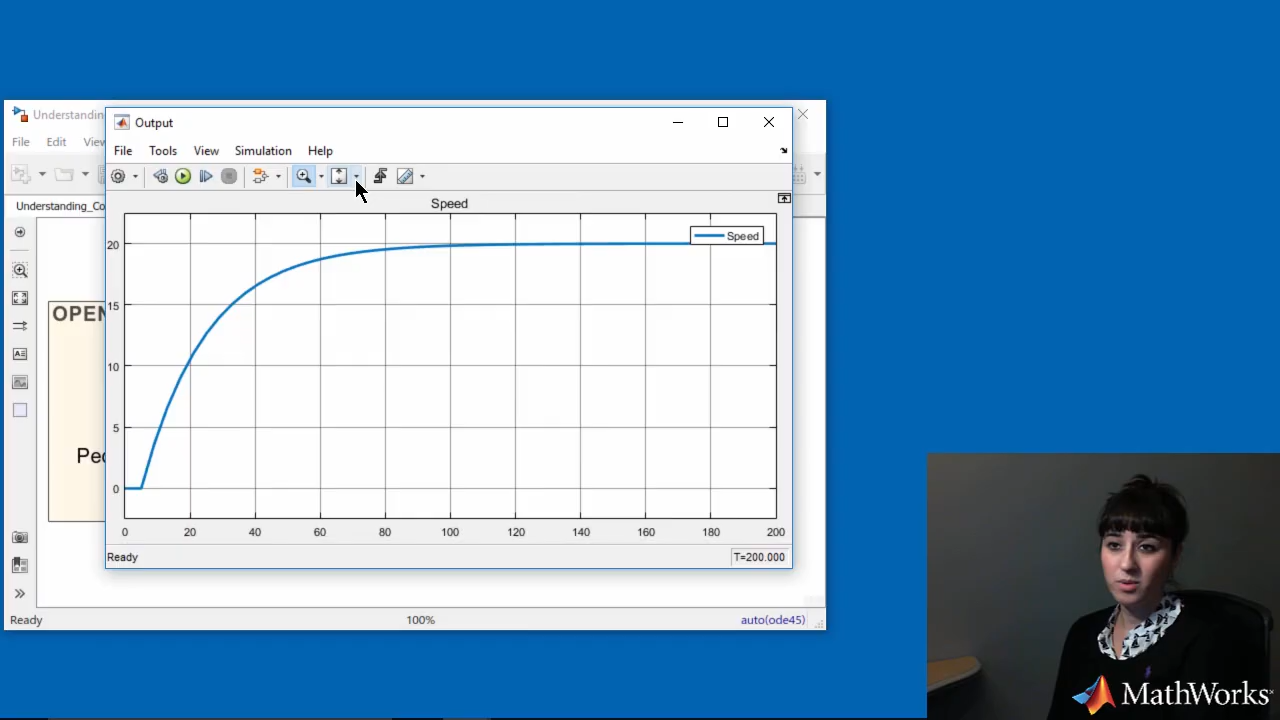 Understandin
Output
File Edit View
File Tools View Simulation Help
Understanding_Co
Speed
Speed
20
15
10
5
0
0 20 40 60 80 100 120 140 160 180 200
OPEN
Ped
Ready T=200.000
Ready 100% auto(ode45)
MathWorks